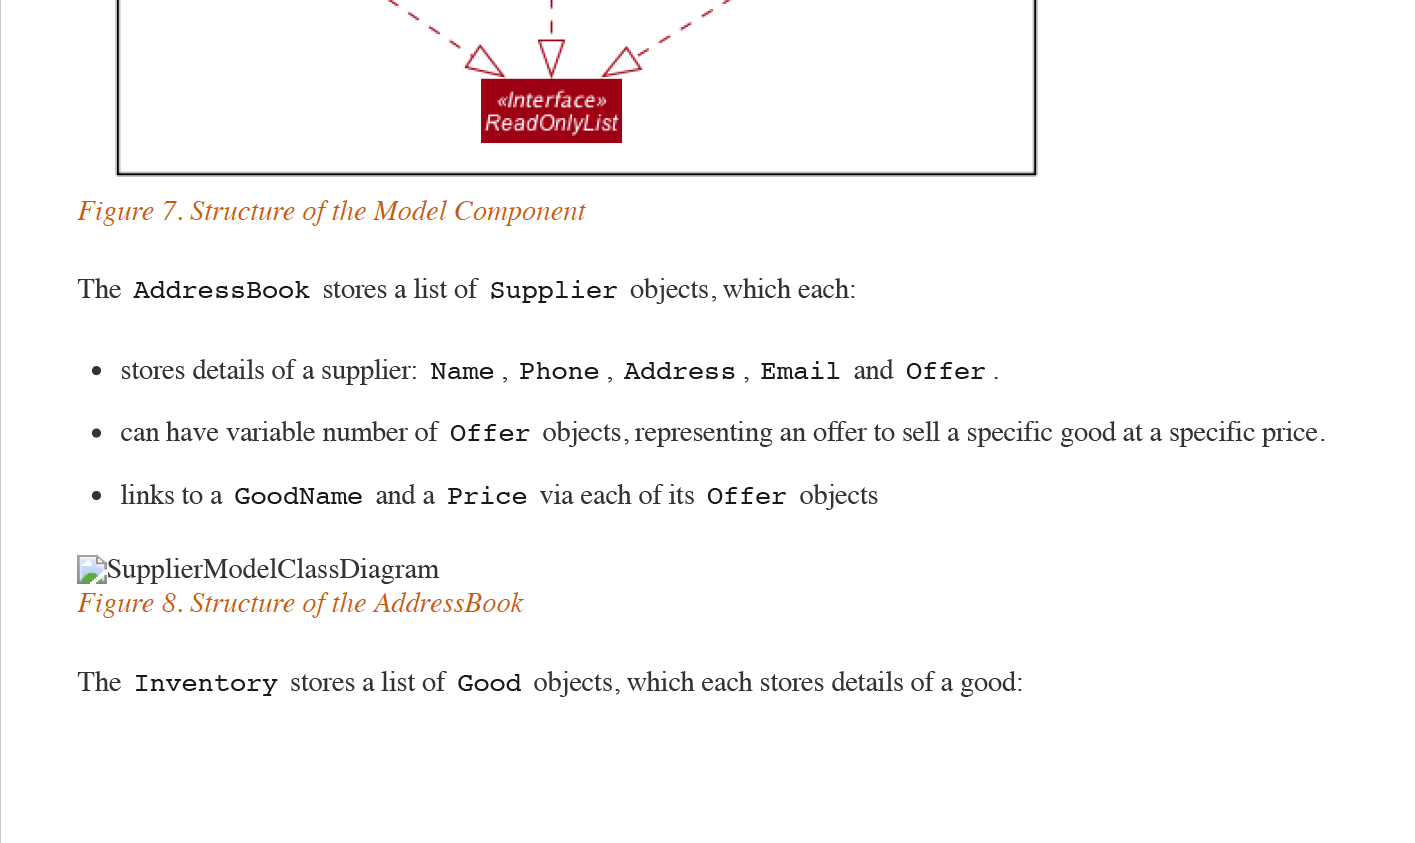 «Interface»
ReadOnlyList
Figure 7. Structure of the Model Component
The AddressBook stores a list of Supplier objects, which each:
• stores details of a supplier: Name , Phone , Address , Email and Offer .
• can have variable number of Offer objects, representing an offer to sell a specific good at a specific price.
• links to a GoodName and a Price via each of its Offer objects
SupplierModelClassDiagram
Figure 8. Structure of the AddressBook
The Inventory stores a list of Good objects, which each stores details of a good: